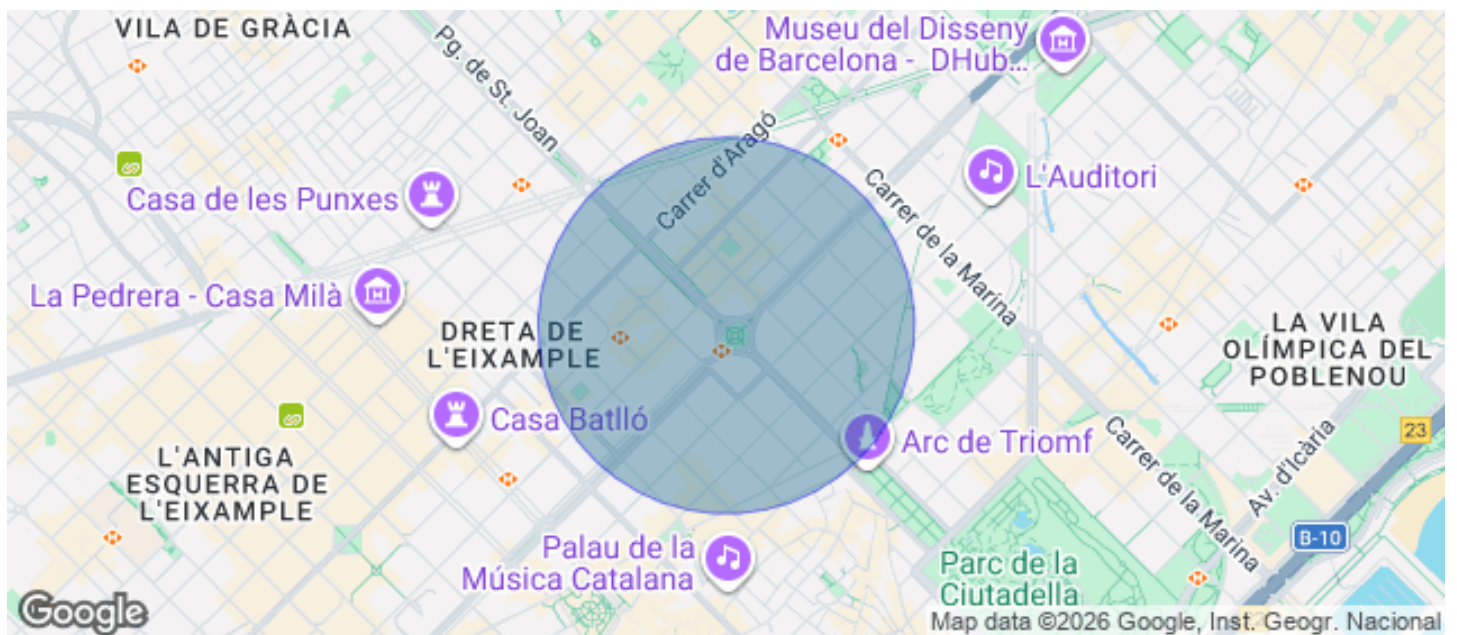 VILA DE GRÀCIA
Pg. de St. Joan
Museu del Disseny
de Barcelona - DHub...
Carrer d'Aragó
Casa de les Punxes
L'Auditori
Carrer de la Marina
La Pedrera - Casa Milà
DRETA DE
L'EIXAMPLE
LA VILA
OLÍMPICA DEL
POBLENOU
Casa Batlló
Arc de Triomf
23
L'ANTIGA
ESQUERRA DE
L'EIXAMPLE
Carrer de la Marina
Av. d'Icària
B-10
Palau de la
Música Catalana
Parc de la
Ciutadella
Google
Map data ©2026 Google, Inst. Geogr. Nacional